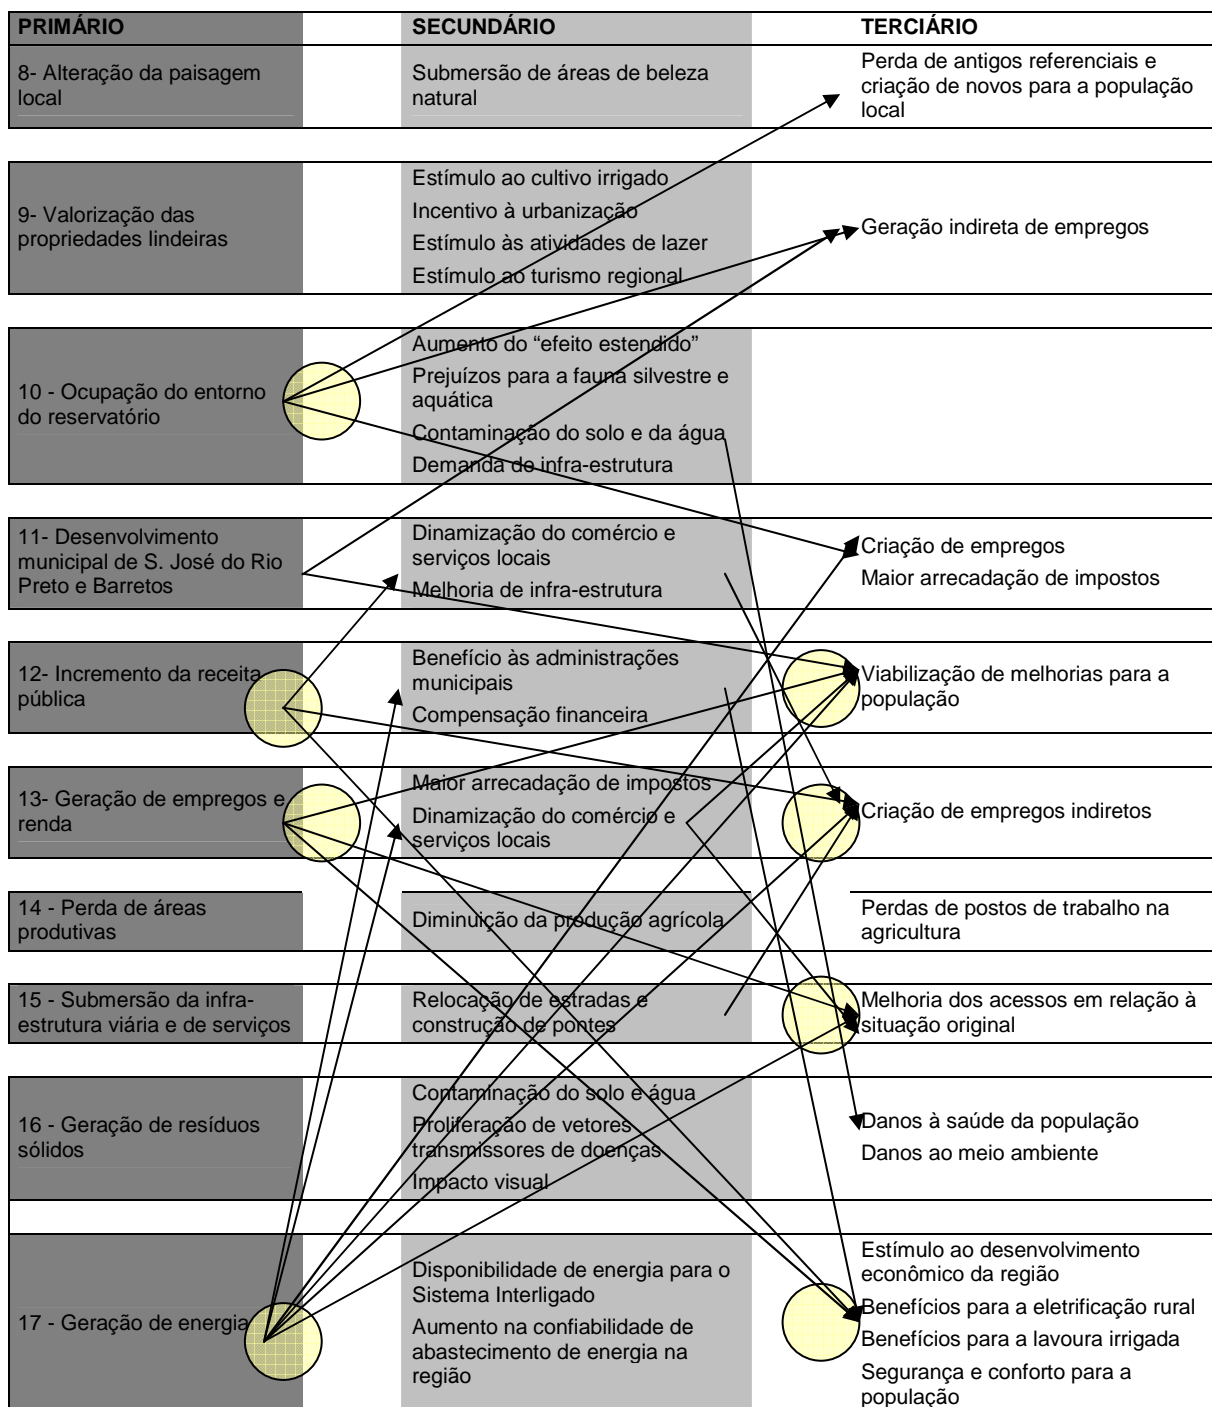 PRIMÁRIO
SECUNDÁRIO
TERCIÁRIO
8- Alteração da paisagem
local
Submersão de áreas de beleza
natural
Perda de antigos referenciais e
criação de novos para a população
local
9- Valorização das
propriedades lindeiras
Estímulo ao cultivo irrigado
Incentivo à urbanização
Estímulo às atividades de lazer
Estímulo ao turismo regional
Geração indireta de empregos
10 - Ocupação do entorno
do reservatório
Aumento do “efeito estendido”
Prejuízos para a fauna silvestre e
aquática
Contaminação do solo e da água
Demanda de infra-estrutura
11- Desenvolvimento
municipal de S. José do Rio
Preto e Barretos
Dinamização do comércio e
serviços locais
Melhoria de infra-estrutura
Criação de empregos
Maior arrecadação de impostos
12- Incremento da receita
pública
Benefício às administrações
municipais
Compensação financeira
Viabilização de melhorias para a
população
13- Geração de empregos e
renda
Maior arrecadação de impostos
Dinamização do comércio e
serviços locais
Criação de empregos indiretos
14 - Perda de áreas
produtivas
Diminuição da produção agrícola
Perdas de postos de trabalho na
agricultura
15 - Submersão da infra-
estrutura viária e de serviços
Relocação de estradas e
construção de pontes
Melhoria dos acessos em relação à
situação original
16 - Geração de resíduos
sólidos
Contaminação do solo e água
Proliferação de vetores
transmissores de doenças
Impacto visual
Danos à saúde da população
Danos ao meio ambiente
17 - Geração de energia
Disponibilidade de energia para o
Sistema Interligado
Aumento na confiabilidade de
abastecimento de energia na
região
Estímulo ao desenvolvimento
econômico da região
Benefícios para a eletrificação rural
Benefícios para a lavoura irrigada
Segurança e conforto para a
população